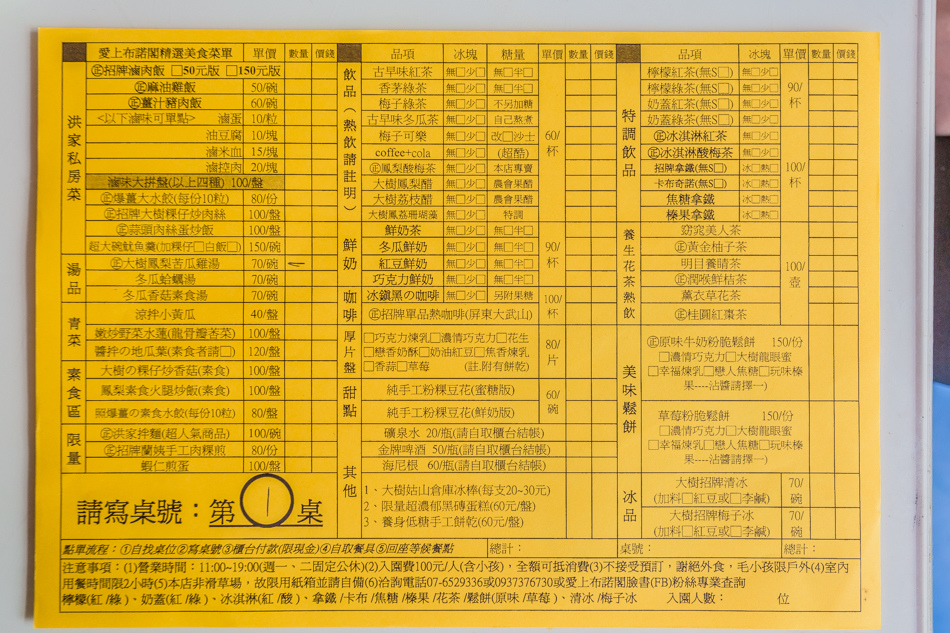 愛上布諾閣精選美食菜單 單價 數量 價錢
洪家私房菜
㊣招牌滷肉飯 □50元版 □150元版
㊣麻油雞飯 50/碗
㊣薑汁豬肉飯 60/碗
<以下滷味可單點> 滷蛋 10/粒
油豆腐 10/塊
滷米血 15/塊
滷控肉 20/塊
滷味大拼盤(以上四種) 100/盤
㊣爆薑大水餃(每份10粒) 80/份
㊣招牌大樹粿仔炒肉絲 100/盤
㊣蒜頭肉絲蛋炒飯 100/盤
超大碗魷魚羹(加粿仔□白飯□) 150/碗
湯品
㊣大樹鳳梨苦瓜雞湯 70/碗
冬瓜蛤蠣湯 70/碗
冬瓜香菇素食湯 70/碗
青菜
涼拌小黃瓜 40/盤
嫩炒野菜水蓮(龍骨瓣莕菜) 100/盤
醬拌の地瓜葉(素食者請□) 120/盤
素食區
大樹の粿仔炒香菇(素食) 100/盤
鳳梨素食火腿炒飯(素食) 100/盤
照爆薑の素食水餃(每份10粒) 80/盤
限量
㊣洪家拌麵(超人氣商品) 100/碗
㊣招牌蘭姨手工肉粿煎 100/份
蝦仁煎蛋 100/盤
請寫桌號：第 1 桌
品項 冰塊 糖量 單價 數量 價錢
飲品（熱飲請註明）
古早味紅茶 無□少□ 無□半□
香茅綠茶 無□少□ 無□半□
梅子綠茶 無□少□ 不另加糖
古早味冬瓜茶 無□少□ 自己熬煮
梅子可樂 無□少□ 改□沙士
coffee+cola 無□少□ (超酷)
㊣鳳梨酸梅茶 無□少□ 本店專賣
大樹鳳梨醋 無□少□ 農會果醋
大樹荔枝醋 無□少□ 農會果醋
大樹鳳荔珊瑚藻 無□少□ 特調
60/杯
鮮奶
鮮奶茶 無□少□ 無□半□
冬瓜鮮奶 無□少□ 無□半□
紅豆鮮奶 無□少□ 無□半□
巧克力鮮奶 無□少□ 無□半□
90/杯
咖啡
冰鎮黑の咖啡 無□少□ 另附果糖
㊣招牌單品熱咖啡(屏東大武山)
100/杯
厚片盤
□巧克力煉乳□濃情巧克力□花生
□戀香奶酥□奶油紅豆□焦香煉乳
□香蒜□草莓 (註.附有餅乾)
80/片
甜點
純手工粉粿豆花(蜜糖版)
純手工粉粿豆花(鮮奶版)
60/碗
其他
礦泉水 20/瓶(請自取櫃台結帳)
金牌啤酒 50/瓶(請自取櫃台結帳)
海尼根 60/瓶(請自取櫃台結帳)
1、大樹姑山倉庫冰棒(每支20~30元)
2、限量超濃郁黑磚蛋糕(60元/盤)
3、養身低糖手工餅乾(60元/盤)
品項 冰塊 單價 數量 價錢
特調飲品
檸檬紅茶(無S□) 無□少□
檸檬綠茶(無S□) 無□少□
奶蓋紅茶(無S□) 無□少□
奶蓋綠茶(無S□) 無□少□
90/杯
㊣冰淇淋紅茶 無□少□
㊣冰淇淋酸梅茶 無□少□
招牌拿鐵(無S□) 冰□熱□
卡布奇諾(無S□) 冰□熱□
焦糖拿鐵 冰□熱□
榛果拿鐵 冰□熱□
100/杯
養生花茶熱飲
窈窕美人茶
㊣黃金柚子茶
明目養睛茶
㊣潤喉鮮桔茶
薰衣草花茶
㊣桂圓紅棗茶
100/壺
美味鬆餅
㊣原味牛奶粉脆鬆餅 150/份
□濃情巧克力□大樹龍眼蜜
□幸福煉乳□戀人焦糖□玩味榛
果----沾醬請擇一)
草莓粉脆鬆餅 150/份
□濃情巧克力□大樹龍眼蜜
□幸福煉乳□戀人焦糖□玩味榛
果(沾醬請擇一)
冰品
大樹招牌清冰
(加料□紅豆或□李鹹)
70/碗
大樹招牌梅子冰
(加料□紅豆或□李鹹)
70/碗
點單流程：①自找桌位②寫桌號③櫃台付款(限現金)④自取餐具⑤回座等候餐點 總計： 桌號： 總計：
注意事項：(1)營業時間：11:00~19:00(週一、二固定公休)(2)入園費100元/人(含小孩)，全額可抵消費(3)不接受預訂，謝絕外食，毛小孩限戶外(4)室內
用餐時間限2小時(5)本店非滑草場，故限用紙箱並請自備(6)洽詢電話07-6529336或0937376730或愛上布諾閣臉書(FB)粉絲專業查詢
檸檬(紅/綠)、奶蓋(紅/綠)、冰淇淋(紅/酸)、拿鐵/卡布/焦糖/榛果/花茶/鬆餅(原味/草莓)、清冰/梅子冰 入園人數： 位